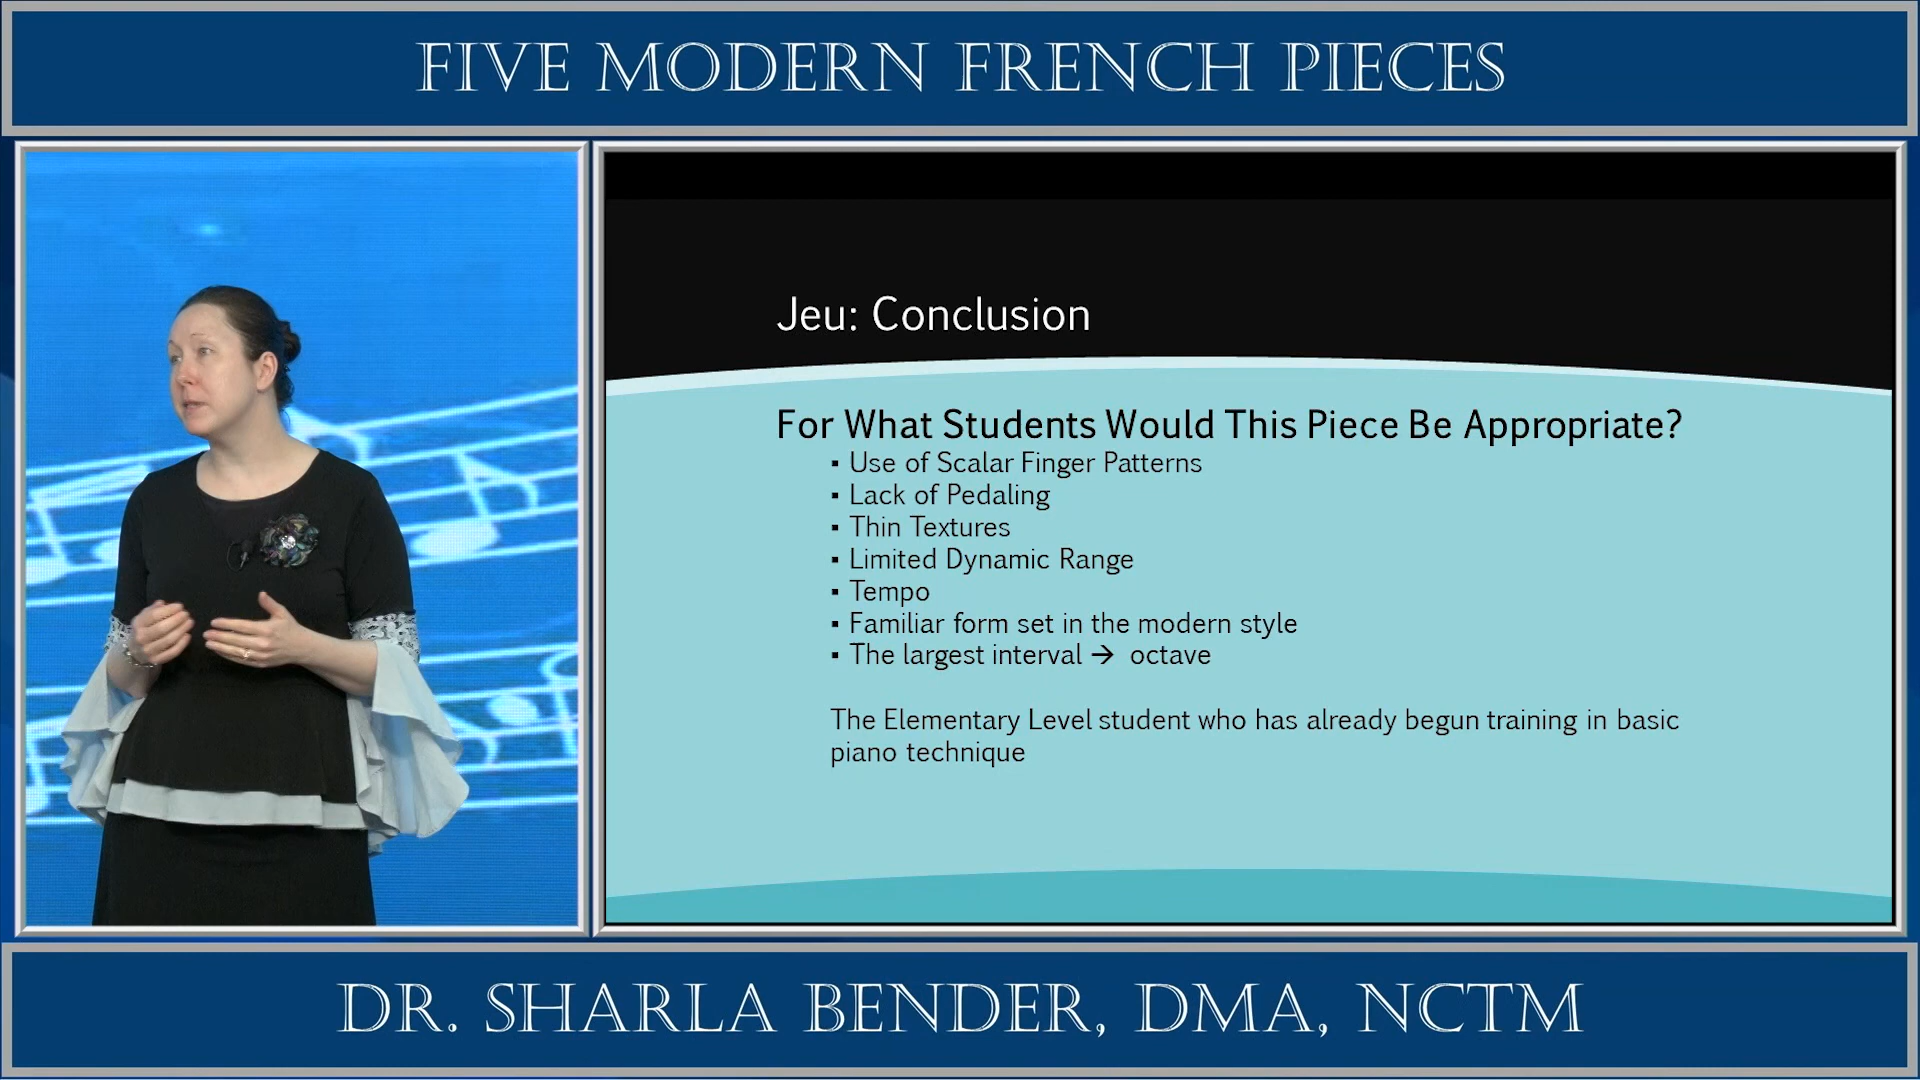 FIVE MODERN FRENCH PIECES
Jeu: Conclusion
For What Students Would This Piece Be Appropriate?
▪ Use of Scalar Finger Patterns
▪ Lack of Pedaling
▪ Thin Textures
▪ Limited Dynamic Range
▪ Tempo
▪ Familiar form set in the modern style
▪ The largest interval → octave
The Elementary Level student who has already begun training in basic
piano technique
DR. SHARLA BENDER, DMA, NCTM